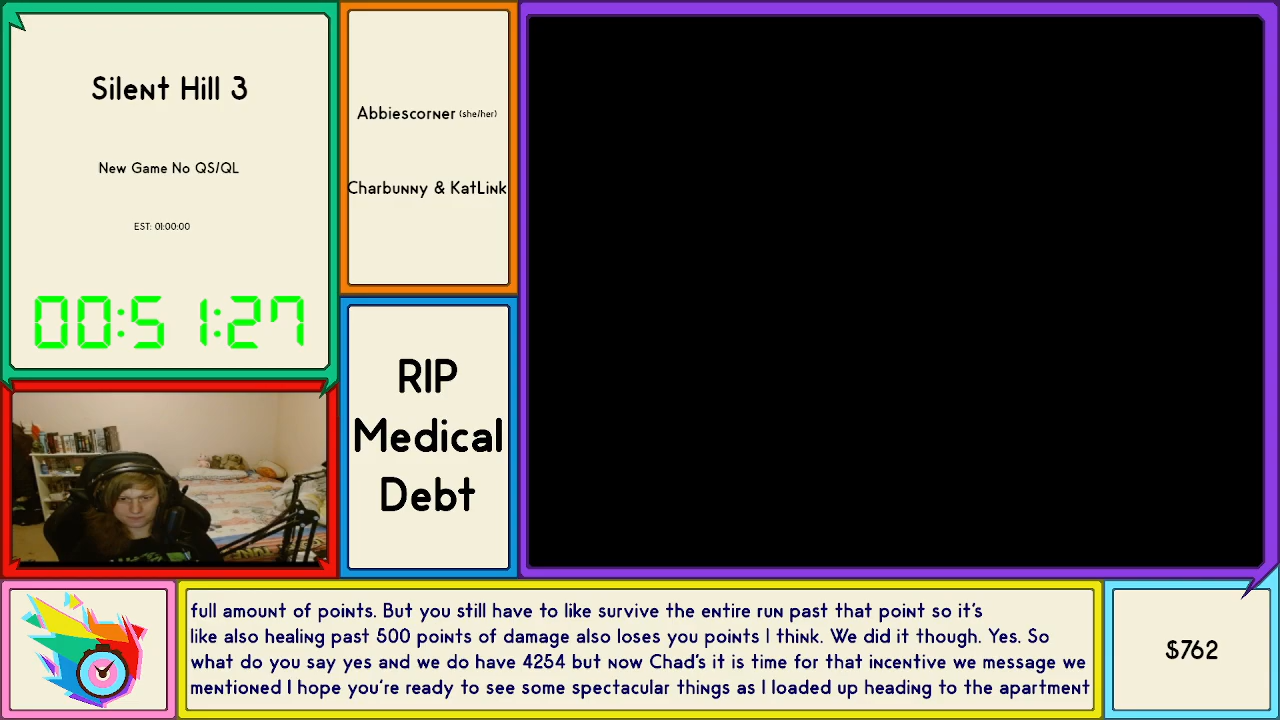 Silent Hill 3
New Game No QS/QL
EST: 01:00:00
00:51:27
Abbiescorner (she/her)
Charbunny & KatLink
RIP
Medical
Debt
full amount of points. But you still have to like survive the entire run past that point so it's
like also healing past 500 points of damage also loses you points I think. We did it though. Yes. So
what do you say yes and we do have 4254 but now Chad's it is time for that incentive we message we
mentioned I hope you're ready to see some spectacular things as I loaded up heading to the apartment
$762